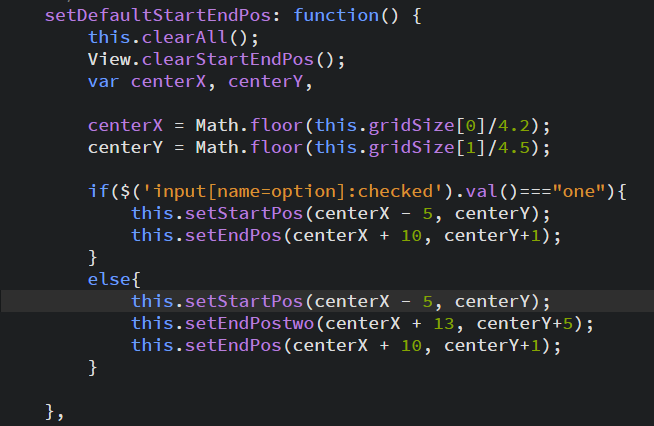 setDefaultStartEndPos: function() {
this.clearAll();
View.clearStartEndPos();
var centerX, centerY,
centerX = Math.floor(this.gridSize[0]/4.2);
centerY = Math.floor(this.gridSize[1]/4.5);
if($('input[name=option]:checked').val()==="one"){
this.setStartPos(centerX - 5, centerY);
this.setEndPos(centerX + 10, centerY+1);
}
else{
this.setStartPos(centerX - 5, centerY);
this.setEndPostwo(centerX + 13, centerY+5);
this.setEndPos(centerX + 10, centerY+1);
}
},